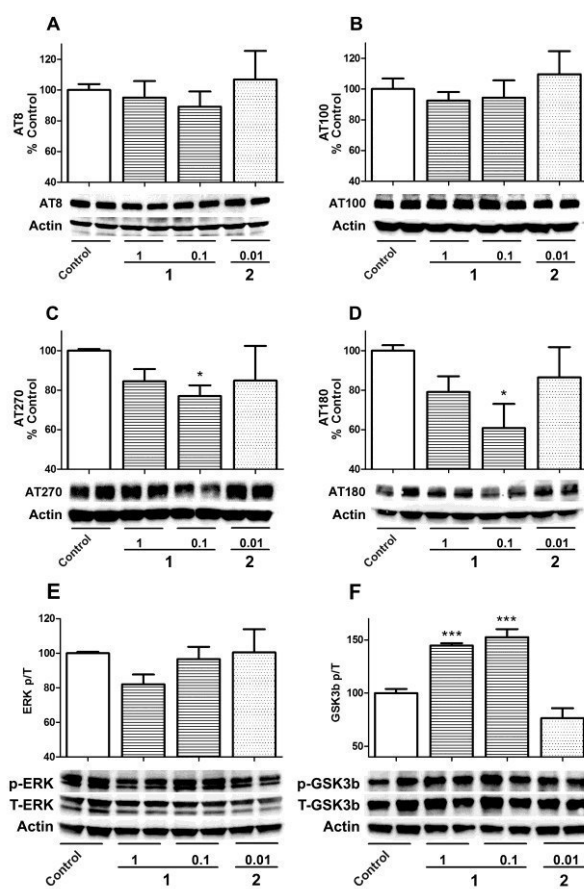 A
AT8
% Control
120
100
80
60
40
AT8
Actin
Control
1 0.1 0.01
1 2
B
AT100
% Control
120
100
80
60
40
AT100
Actin
Control
1 0.1 0.01
1 2
C
AT270
% Control
100
80
60
40
*
AT270
Actin
Control
1 0.1 0.01
1 2
D
AT180
% Control
100
80
60
40
*
AT180
Actin
Control
1 0.1 0.01
1 2
E
ERK p/T
120
100
80
60
40
p-ERK
T-ERK
Actin
Control
1 0.1 0.01
1 2
F
GSK3b p/T
150
100
50
*** ***
p-GSK3b
T-GSK3b
Actin
Control
1 0.1 0.01
1 2